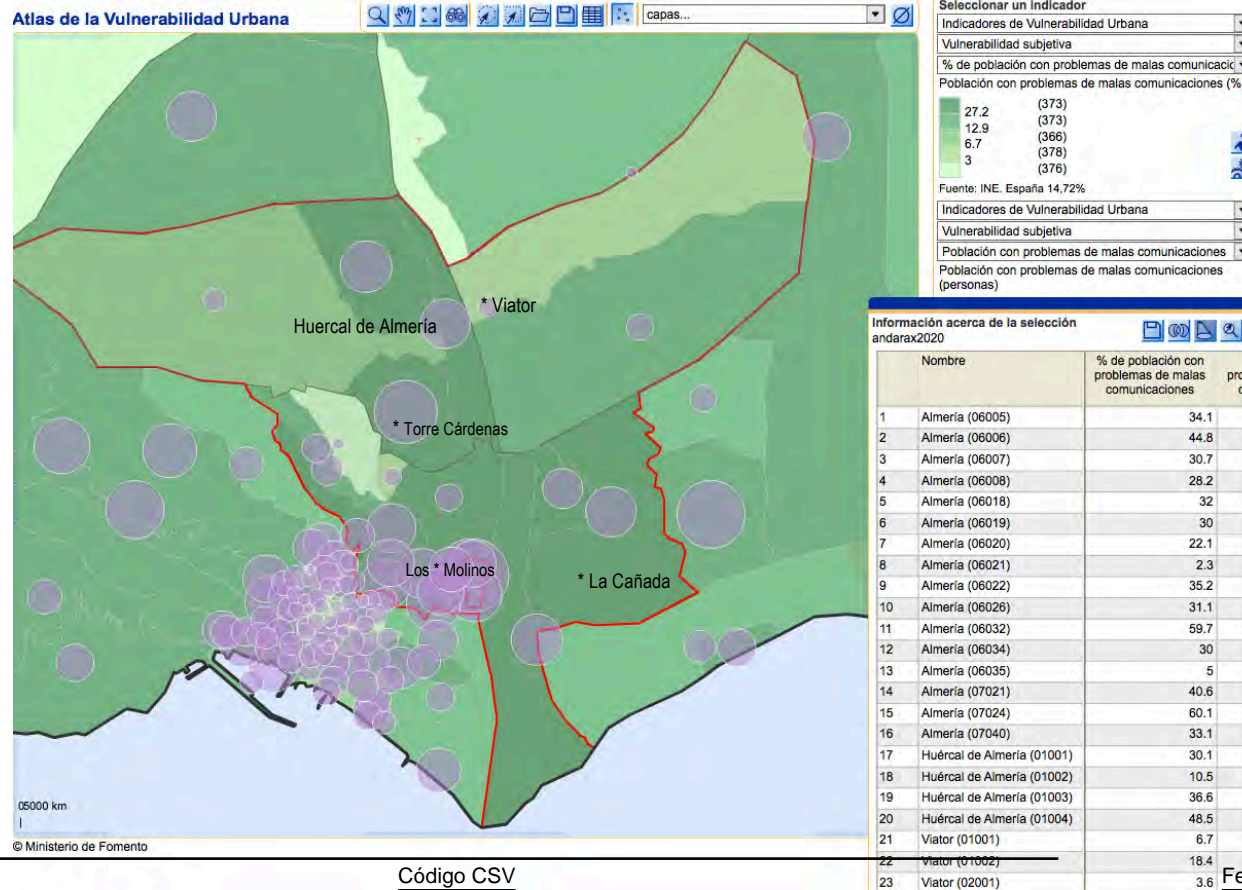 Atlas de la Vulnerabilidad Urbana
capas...
Seleccionar un indicador
Indicadores de Vulnerabilidad Urbana
Vulnerabilidad subjetiva
% de población con problemas de malas comunicacic
Población con problemas de malas comunicaciones (%
27.2 (373)
12.9 (373)
6.7 (366)
3 (378)
(376)
Fuente: INE. España 14,72%
Indicadores de Vulnerabilidad Urbana
Vulnerabilidad subjetiva
Población con problemas de malas comunicaciones
Población con problemas de malas comunicaciones
(personas)
* Viator
Huercal de Almería
* Torre Cárdenas
Los * Molinos
* La Cañada
05000 km
© Ministerio de Fomento
Información acerca de la selección
andarax2020
Nombre
% de población con
problemas de malas
comunicaciones
1 Almería (06005) 34.1
2 Almería (06006) 44.8
3 Almería (06007) 30.7
4 Almería (06008) 28.2
5 Almería (06018) 32
6 Almería (06019) 30
7 Almería (06020) 22.1
8 Almería (06021) 2.3
9 Almería (06022) 35.2
10 Almería (06026) 31.1
11 Almería (06032) 59.7
12 Almería (06034) 30
13 Almería (06035) 5
14 Almería (07021) 40.6
15 Almería (07024) 60.1
16 Almería (07040) 33.1
17 Huércal de Almería (01001) 30.1
18 Huércal de Almería (01002) 10.5
19 Huércal de Almería (01003) 36.6
20 Huércal de Almería (01004) 48.5
21 Viator (01001) 6.7
22 Viator (01002) 18.4
23 Viator (02001) 3.6
Código CSV
Fe